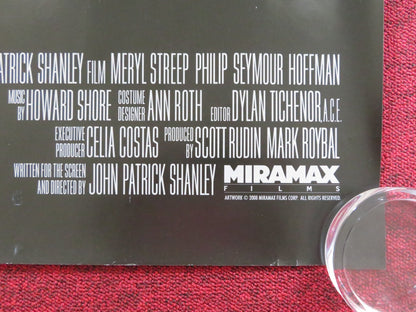 PATRICK SHANLEY FILM MERYL STREEP PHILIP SEYMOUR HOFFMAN
MUSIC BY HOWARD SHORE COSTUME DESIGNER ANN ROTH EDITOR DYLAN TICHENOR A.C.E.
EXECUTIVE PRODUCER CELIA COSTAS PRODUCED BY SCOTT RUDIN MARK ROYBAL
WRITTEN FOR THE SCREEN AND DIRECTED BY JOHN PATRICK SHANLEY
MIRAMAX
FILMS
ARTWORK © 2008 MIRAMAX FILMS CORP. ALL RIGHTS RESERVED.